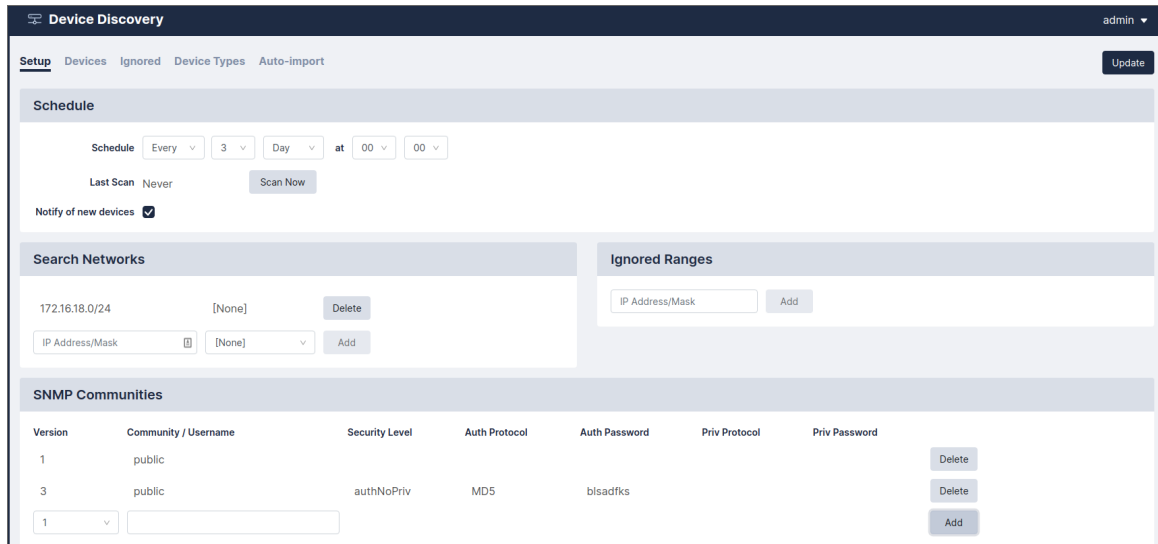 Device Discovery admin
Setup Devices Ignored Device Types Auto-import Update
Schedule
Schedule Every 3 Day at 00 00
Last Scan Never Scan Now
Notify of new devices
Search Networks
172.16.18.0/24 [None] Delete
IP Address/Mask [None] Add
Ignored Ranges
IP Address/Mask Add
SNMP Communities
Version Community / Username Security Level Auth Protocol Auth Password Priv Protocol Priv Password
1 public Delete
3 public authNoPriv MD5 blsadfks Delete
1 Add